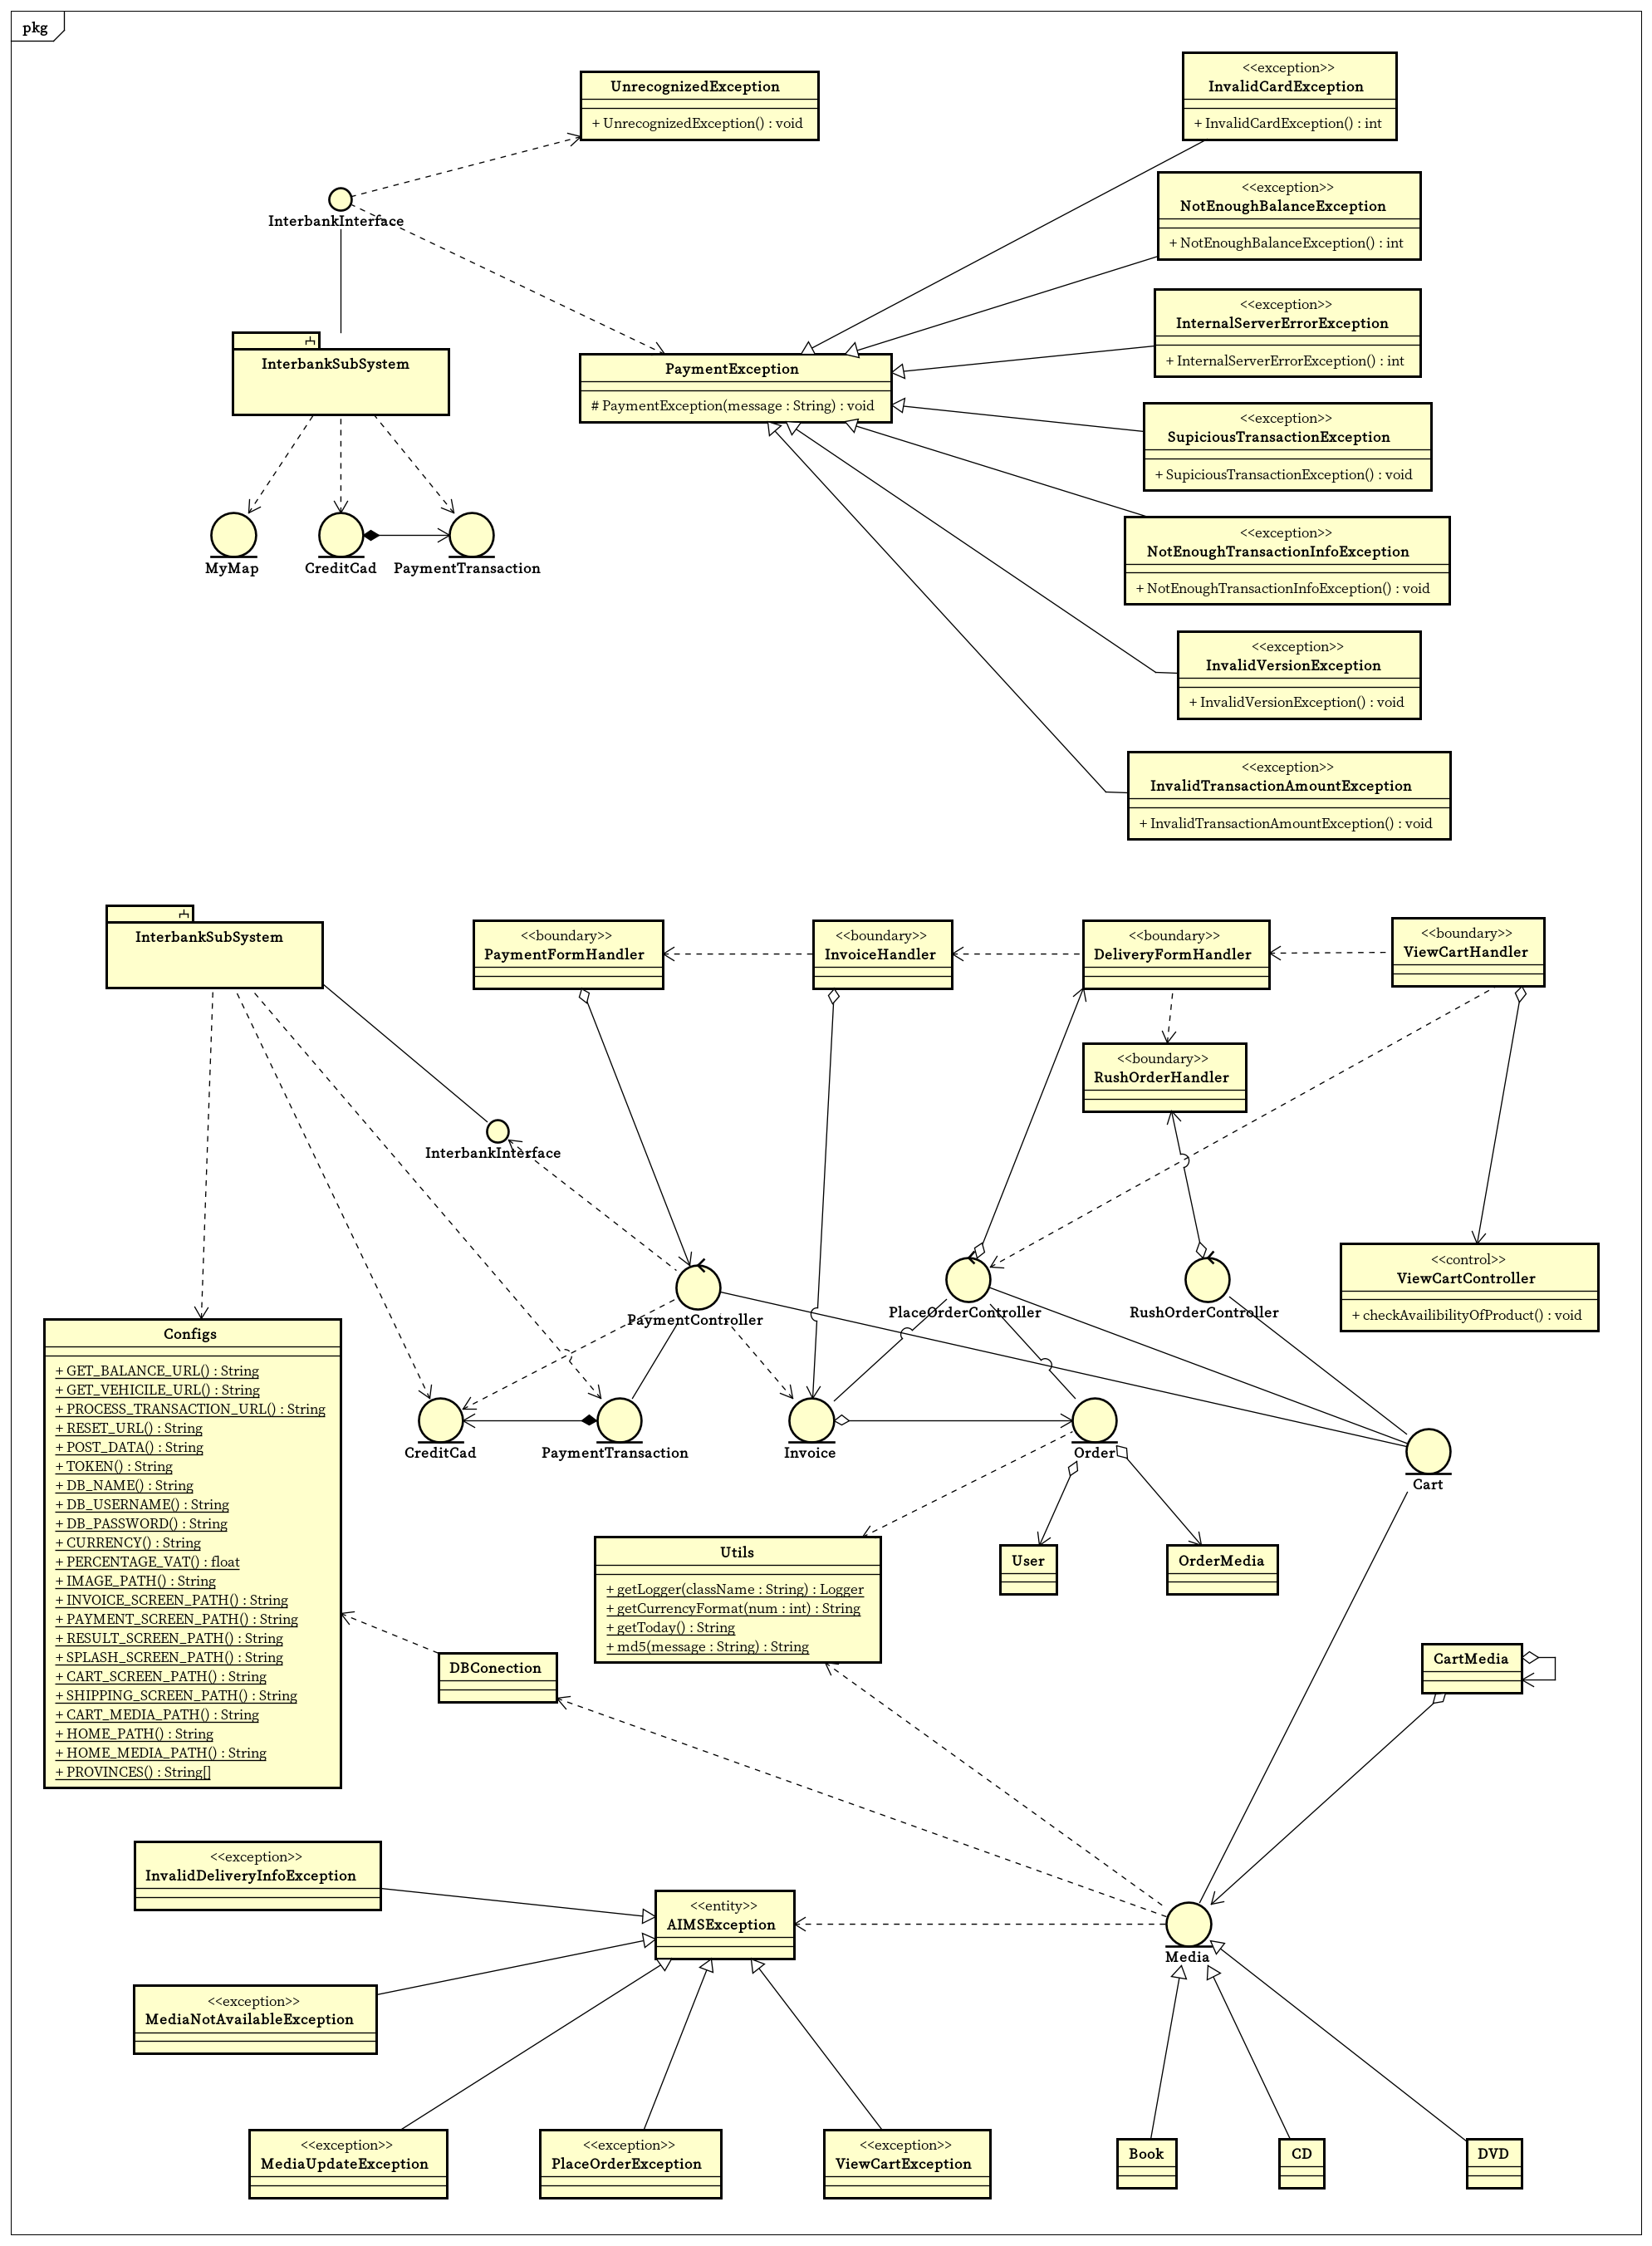 pkg
UnrecognizedException
+ UnrecognizedException() : void
<<exception>>
InvalidCardException
+ InvalidCardException() : int
InterbankInterface
<<exception>>
NotEnoughBalanceException
+ NotEnoughBalanceException() : int
<<exception>>
InternalServerErrorException
+ InternalServerErrorException() : int
InterbankSubSystem
PaymentException
# PaymentException(message : String) : void
<<exception>>
SupiciousTransactionException
+ SupiciousTransactionException() : void
MyMap
CreditCad
PaymentTransaction
<<exception>>
NotEnoughTransactionInfoException
+ NotEnoughTransactionInfoException() : void
<<exception>>
InvalidVersionException
+ InvalidVersionException() : void
<<exception>>
InvalidTransactionAmountException
+ InvalidTransactionAmountException() : void
InterbankSubSystem
<<boundary>>
PaymentFormHandler
<<boundary>>
InvoiceHandler
<<boundary>>
DeliveryFormHandler
<<boundary>>
ViewCartHandler
<<boundary>>
RushOrderHandler
InterbankInterface
PaymentController
PlaceOrderController
RushOrderController
<<control>>
ViewCartController
+ checkAvailibilityOfProduct() : void
Configs
+ GET_BALANCE_URL() : String
+ GET_VEHICILE_URL() : String
+ PROCESS_TRANSACTION_URL() : String
+ RESET_URL() : String
+ POST_DATA() : String
+ TOKEN() : String
+ DB_NAME() : String
+ DB_USERNAME() : String
+ DB_PASSWORD() : String
+ CURRENCY() : String
+ PERCENTAGE_VAT() : float
+ IMAGE_PATH() : String
+ INVOICE_SCREEN_PATH() : String
+ PAYMENT_SCREEN_PATH() : String
+ RESULT_SCREEN_PATH() : String
+ SPLASH_SCREEN_PATH() : String
+ CART_SCREEN_PATH() : String
+ SHIPPING_SCREEN_PATH() : String
+ CART_MEDIA_PATH() : String
+ HOME_PATH() : String
+ HOME_MEDIA_PATH() : String
+ PROVINCES() : String[]
CreditCad
PaymentTransaction
Invoice
Order
Cart
Utils
+ getLogger(className : String) : Logger
+ getCurrencyFormat(num : int) : String
+ getToday() : String
+ md5(message : String) : String
User
OrderMedia
DBConection
CartMedia
<<exception>>
InvalidDeliveryInfoException
<<entity>>
AIMSException
Media
<<exception>>
MediaNotAvailableException
<<exception>>
MediaUpdateException
<<exception>>
PlaceOrderException
<<exception>>
ViewCartException
Book
CD
DVD